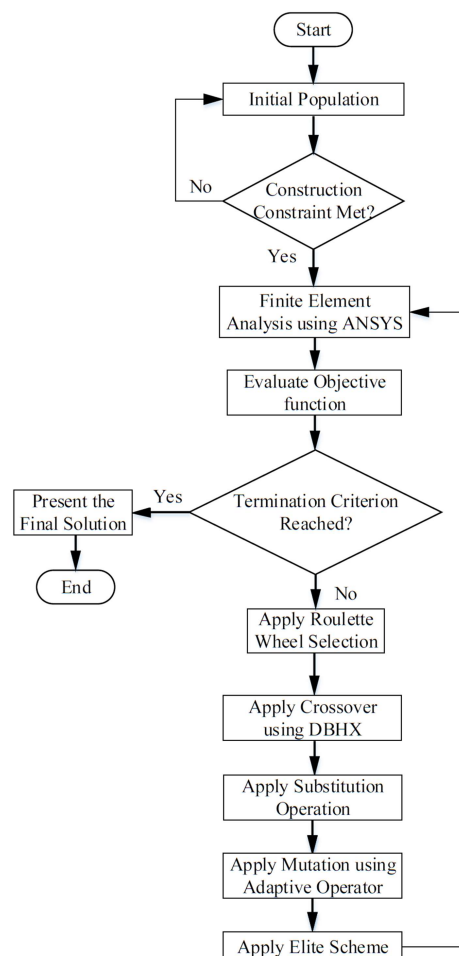 Start
Initial Population
No
Construction
Constraint Met?
Yes
Finite Element
Analysis using ANSYS
Evaluate Objective
function
Termination Criterion
Reached?
Yes
Present the
Final Solution
End
No
Apply Roulette
Wheel Selection
Apply Crossover
using DBHX
Apply Substitution
Operation
Apply Mutation using
Adaptive Operator
Apply Elite Scheme